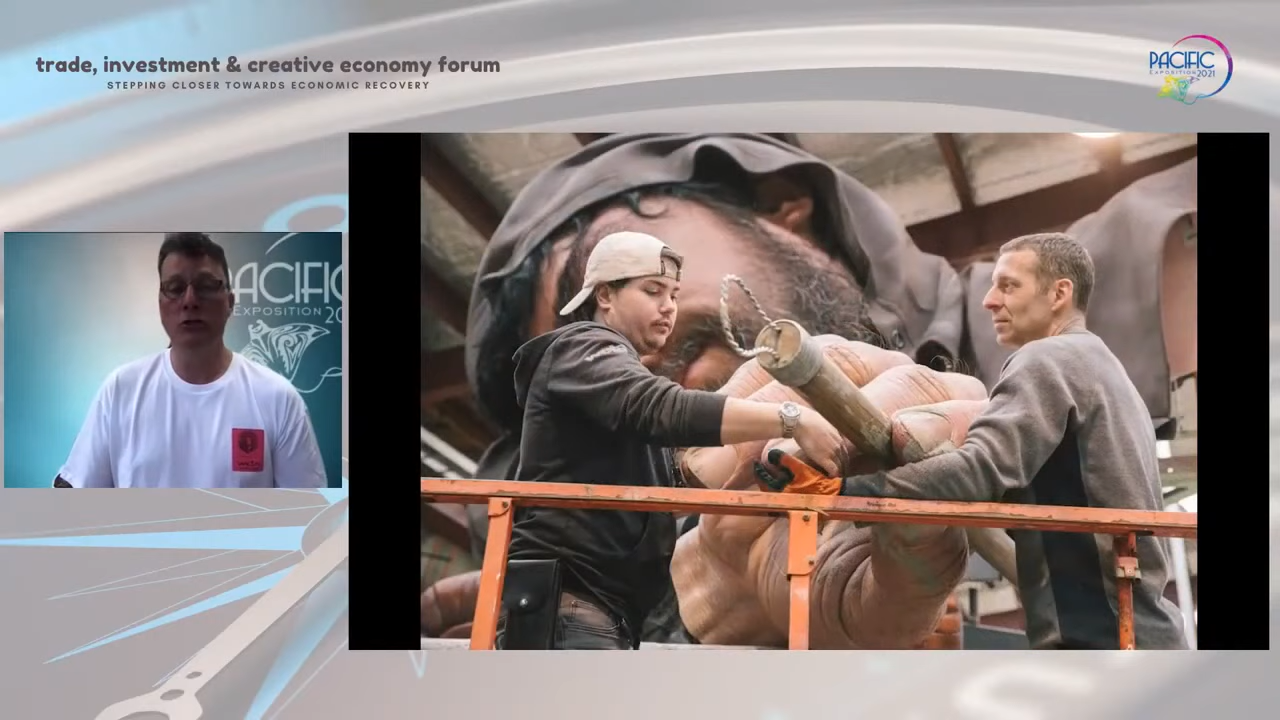 trade, investment & creative economy forum
STEPPING CLOSER TOWARDS ECONOMIC RECOVERY
PACIFIC
EXPOSITION 2021
PACIFIC
EXPOSITION 20